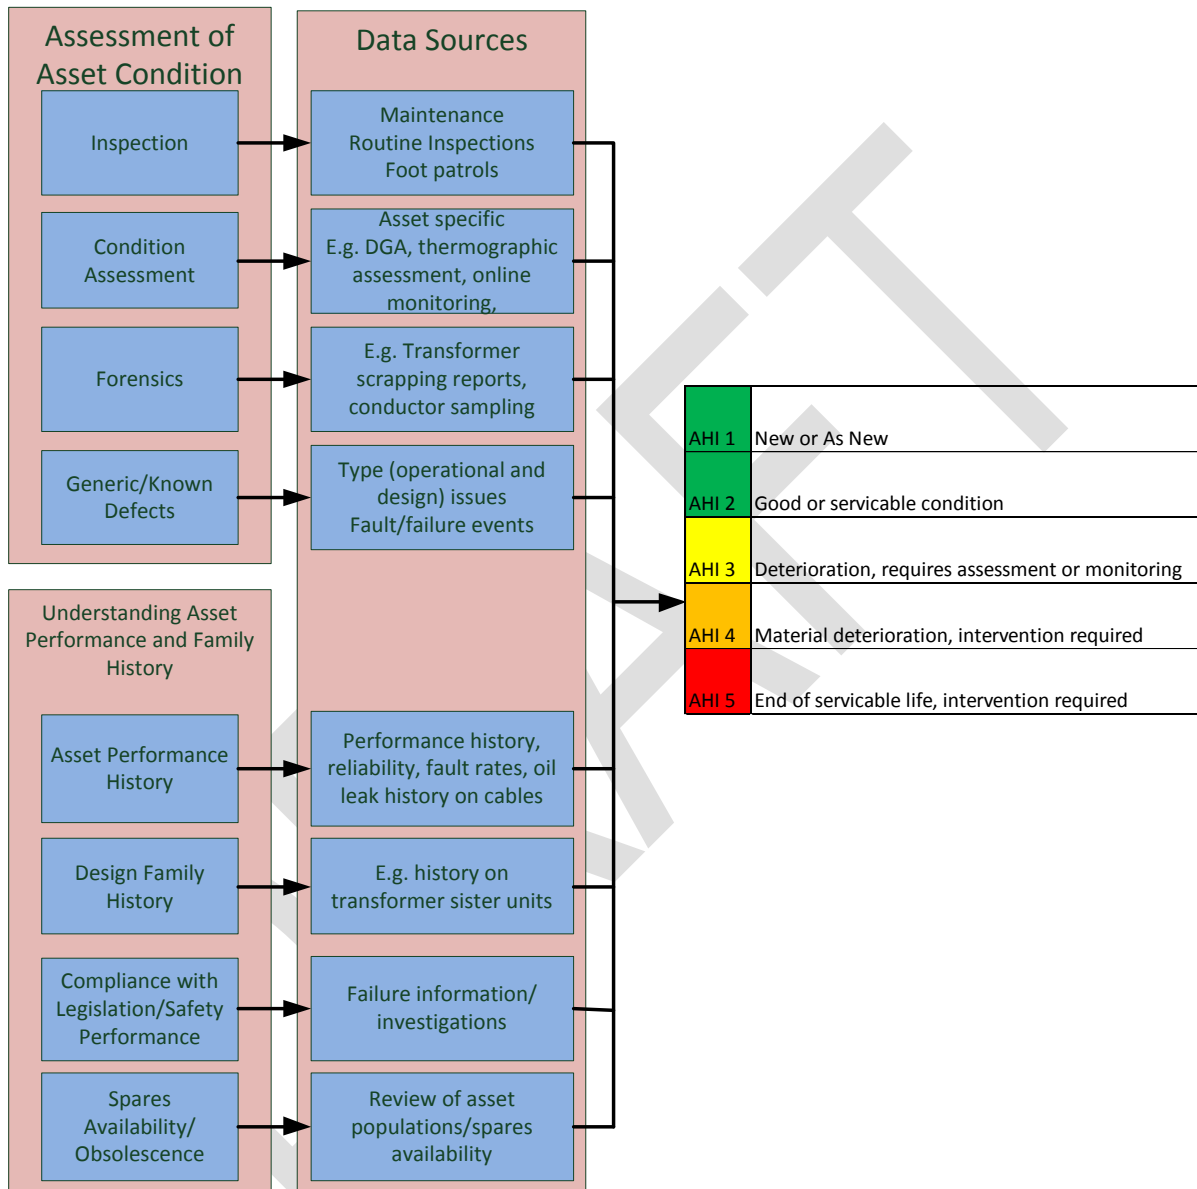 Assessment of
Asset Condition
Data Sources
Inspection
Maintenance
Routine Inspections
Foot patrols
Condition
Assessment
Asset specific
E.g. DGA, thermographic
assessment, online
monitoring,
Forensics
E.g. Transformer
scrapping reports,
conductor sampling
Generic/Known
Defects
Type (operational and
design) issues
Fault/failure events
Understanding Asset
Performance and Family
History
Asset Performance
History
Performance history,
reliability, fault rates, oil
leak history on cables
Design Family
History
E.g. history on
transformer sister units
Compliance with
Legislation/Safety
Performance
Failure information/
investigations
Spares
Availability/
Obsolescence
Review of asset
populations/spares
availability
AHI 1 New or As New
AHI 2 Good or servicable condition
AHI 3 Deterioration, requires assessment or monitoring
AHI 4 Material deterioration, intervention required
AHI 5 End of servicable life, intervention required
DRAFT